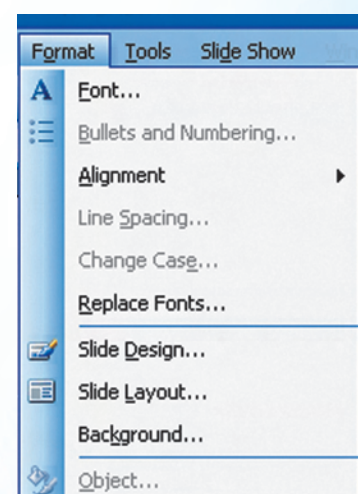 Format Tools Slide Show
Font...
Bullets and Numbering...
Alignment
Line Spacing...
Change Case...
Replace Fonts...
Slide Design...
Slide Layout...
Background...
Object...